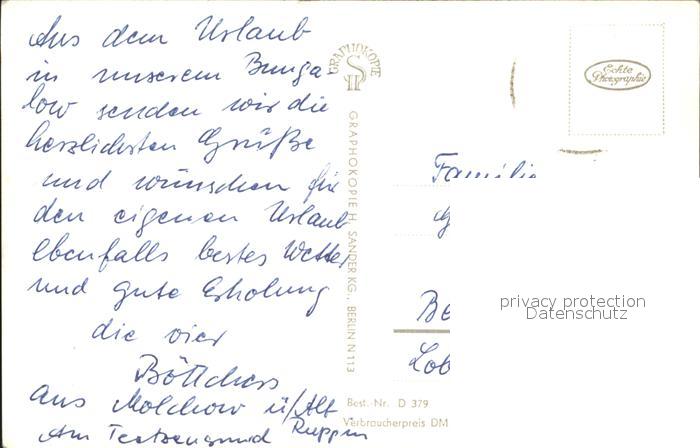 Aus dem Urlaub
in unserem Bunga
low senden wir die
herzlichsten Grüße
und wünschen für
den eigenen Urlaub
ebenfalls bestes Wetter
und gute Erholung
die vier
Böttchers
aus Molchow ü/Alt
Ruppin
Am
GRAPHOKOPIE
GRAPHOKOPIE H. SANDER KG., BERLIN N 113
Best.-Nr. D 379
Verbraucherpreis DM
Echte
Photographie
Familie
G
Be
Lob
privacy protection
Datenschutz